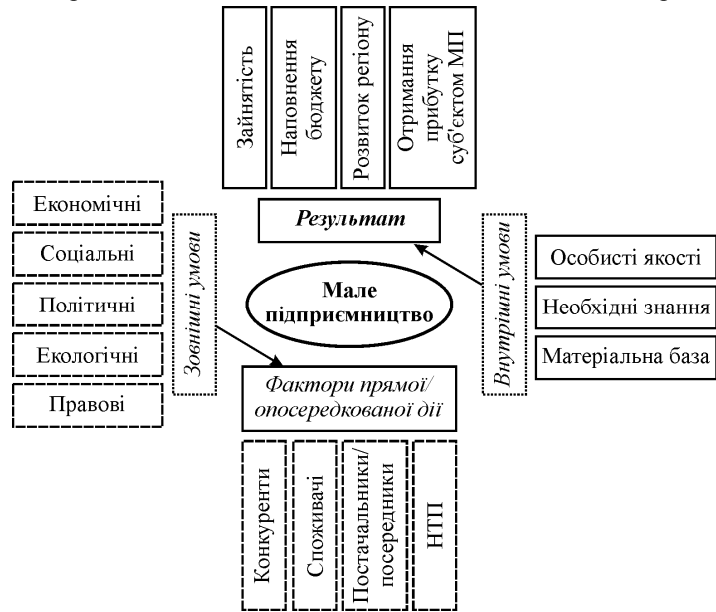 Зайнятість
Наповнення
бюджету
Розвиток регіону
Отримання
прибутку
суб'єктом МП
Результат
Економічні
Соціальні
Політичні
Екологічні
Правові
Зовнішні умови
Мале
підприємництво
Внутрішні умови
Особисті якості
Необхідні знання
Матеріальна база
Фактори прямої/
опосередкованої дії
Конкуренти
Споживачі
Постачальники/
посередники
НТП